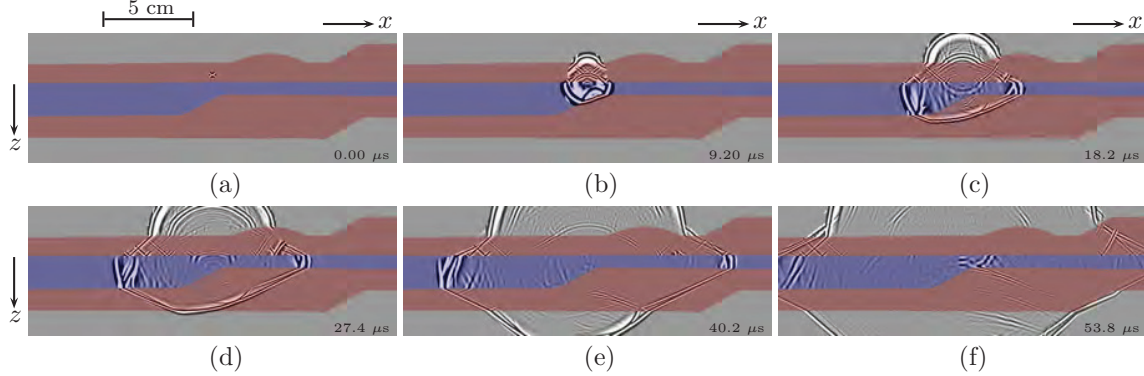 5 cm
x
x
x
z
0.00 µs
9.20 µs
18.2 µs
(a)
(b)
(c)
z
27.4 µs
40.2 µs
53.8 µs
(d)
(e)
(f)